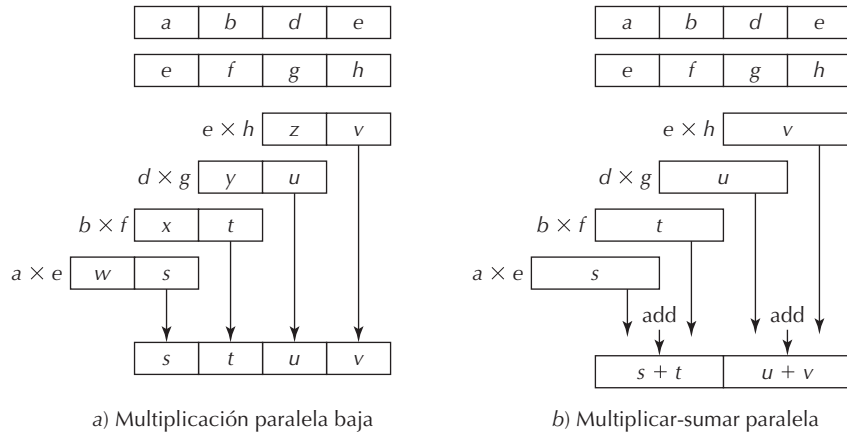 a b d e
e f g h
e × h z v
d × g y u
b × f x t
a × e w s
s t u v
a) Multiplicación paralela baja
a b d e
e f g h
e × h v
d × g u
b × f t
a × e s
add add
s + t u + v
b) Multiplicar-sumar paralela